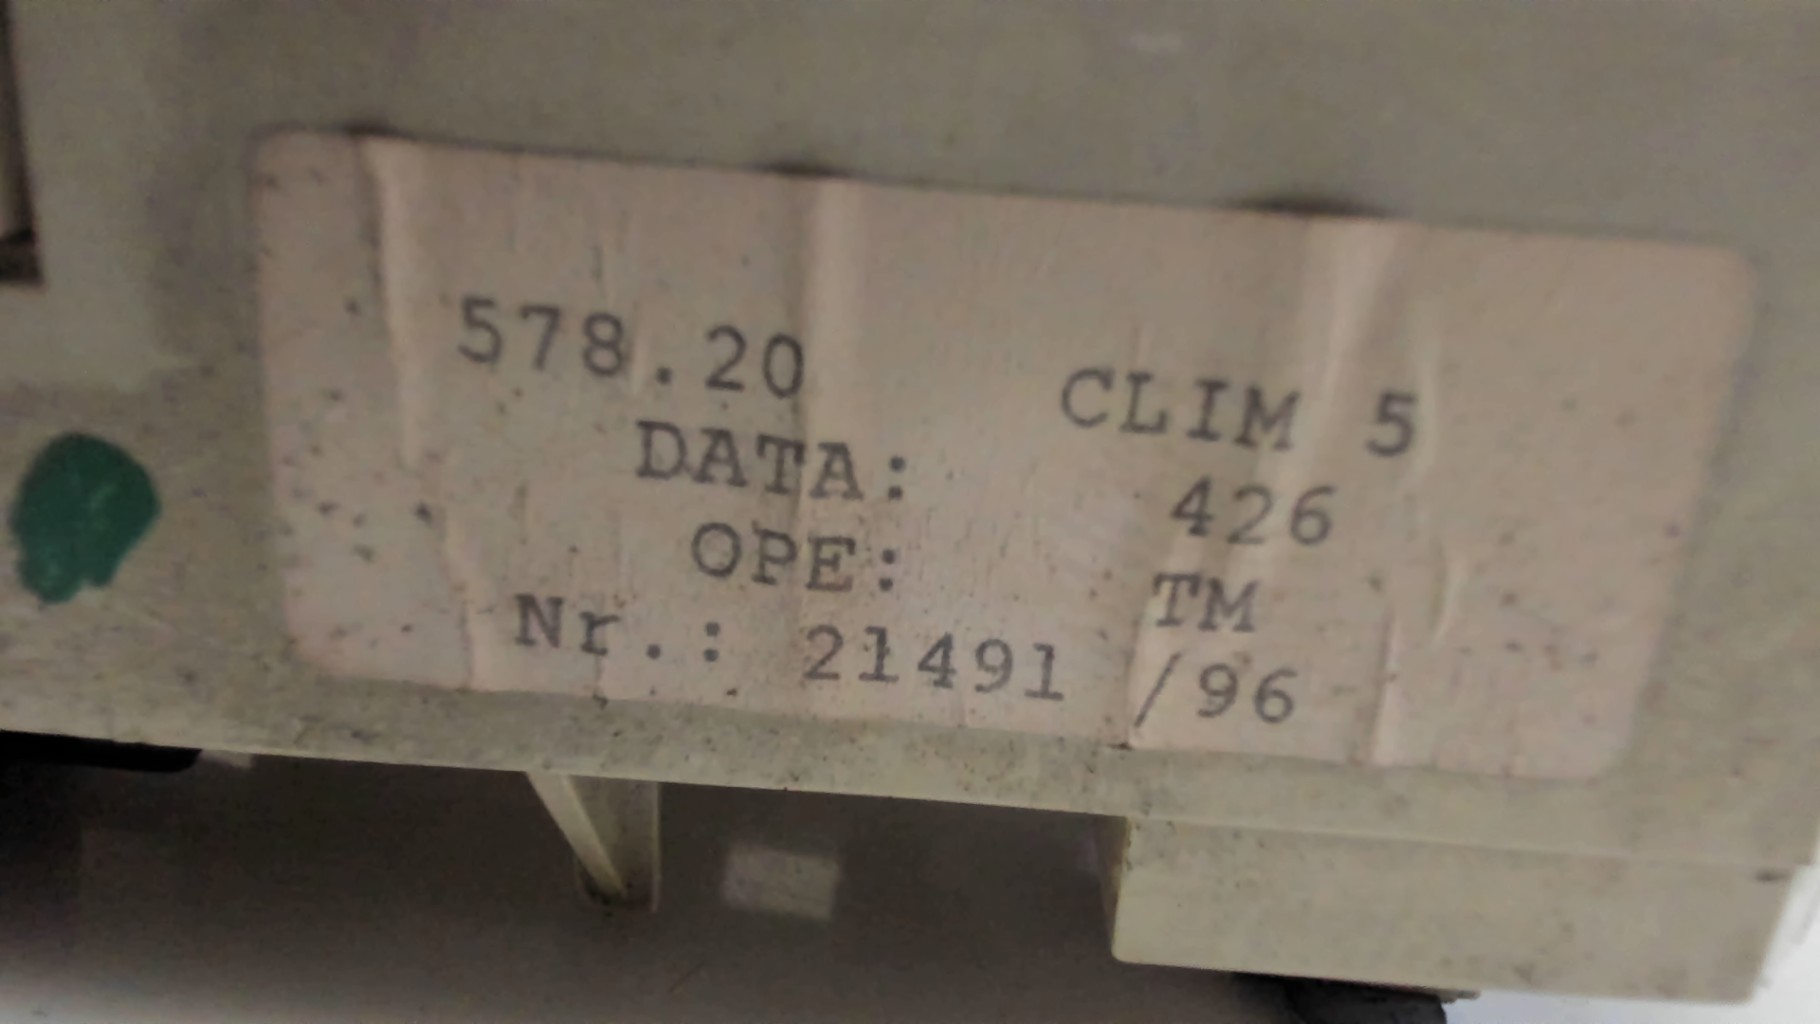 578.20 CLIM 5
DATA: 426
OPE: TM
Nr.: 21491 /96